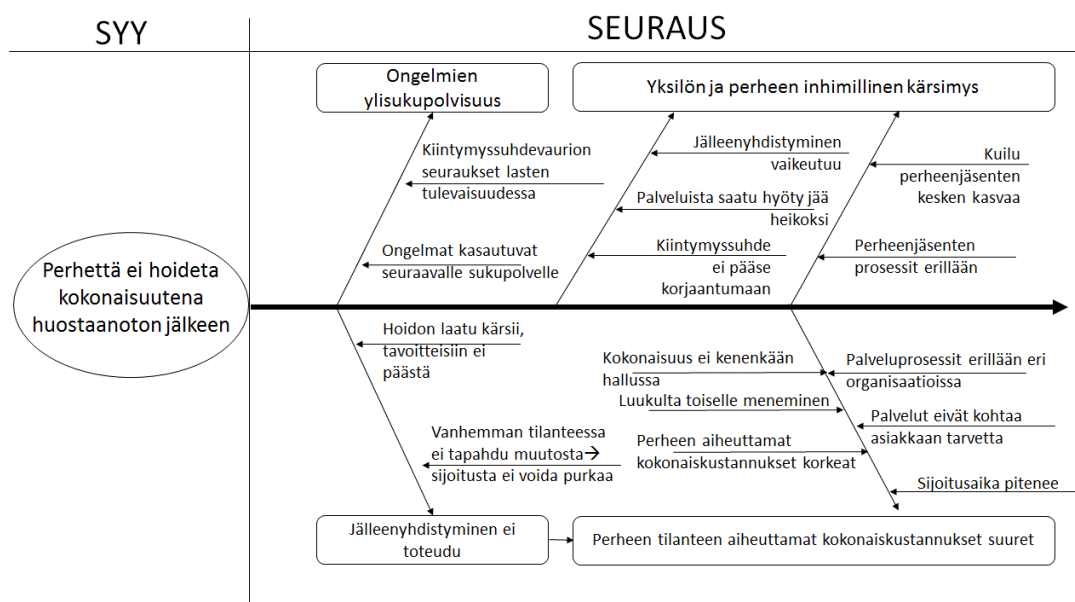 SYY
SEURAUS
Ongelmien
ylisukupolvisuus
Yksilön ja perheen inhimillinen kärsimys
Kiintymyssuhdevaurion
seuraukset lasten
tulevaisuudessa
Ongelmat kasautuvat
seuraavalle sukupolvelle
Jälleenyhdistyminen
vaikeutuu
Palveluista saatu hyöty jää
heikoksi
Kiintymyssuhde
ei pääse
korjaantumaan
Kuilu
perheenjäsenten
kesken kasvaa
Perheenjäsenten
prosessit erillään
Perhettä ei hoideta
kokonaisuutena
huostaanoton jälkeen
Hoidon laatu kärsii,
tavoitteisiin ei
päästä
Vanhemman tilanteessa
ei tapahdu muutosta→
sijoitusta ei voida purkaa
Kokonaisuus ei kenenkään
hallussa
Luukulta toiselle meneminen
Perheen aiheuttamat
kokonaiskustannukset korkeat
Palveluprosessit erillään eri
organisaatioissa
Palvelut eivät kohtaa
asiakkaan tarvetta
Sijoitusaika pitenee
Jälleenyhdistyminen ei
toteudu
Perheen tilanteen aiheuttamat kokonaiskustannukset suuret